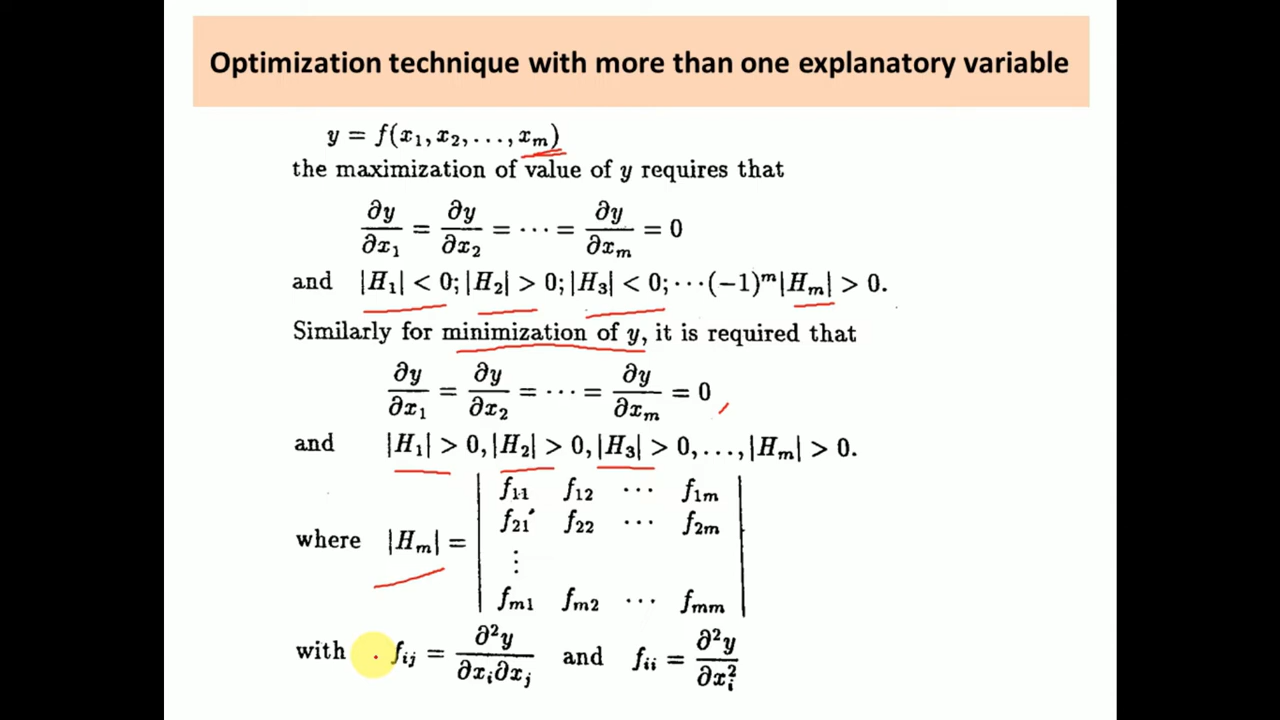 Optimization technique with more than one explanatory variable
y = f(x₁, x₂, ..., xₘ)
the maximization of value of y requires that
∂y/∂x₁ = ∂y/∂x₂ = ··· = ∂y/∂xₘ = 0
and |H₁| < 0; |H₂| > 0; |H₃| < 0; ···(−1)ᵐ|Hₘ| > 0.
Similarly for minimization of y, it is required that
∂y/∂x₁ = ∂y/∂x₂ = ··· = ∂y/∂xₘ = 0
and |H₁| > 0, |H₂| > 0, |H₃| > 0, ..., |Hₘ| > 0.
f₁₁ f₁₂ ··· f₁ₘ
f₂₁ f₂₂ ··· f₂ₘ
where |Hₘ| =
⋮
fₘ₁ fₘ₂ ··· fₘₘ
with fᵢⱼ = ∂²y/∂xᵢ∂xⱼ and fᵢᵢ = ∂²y/∂xᵢ²